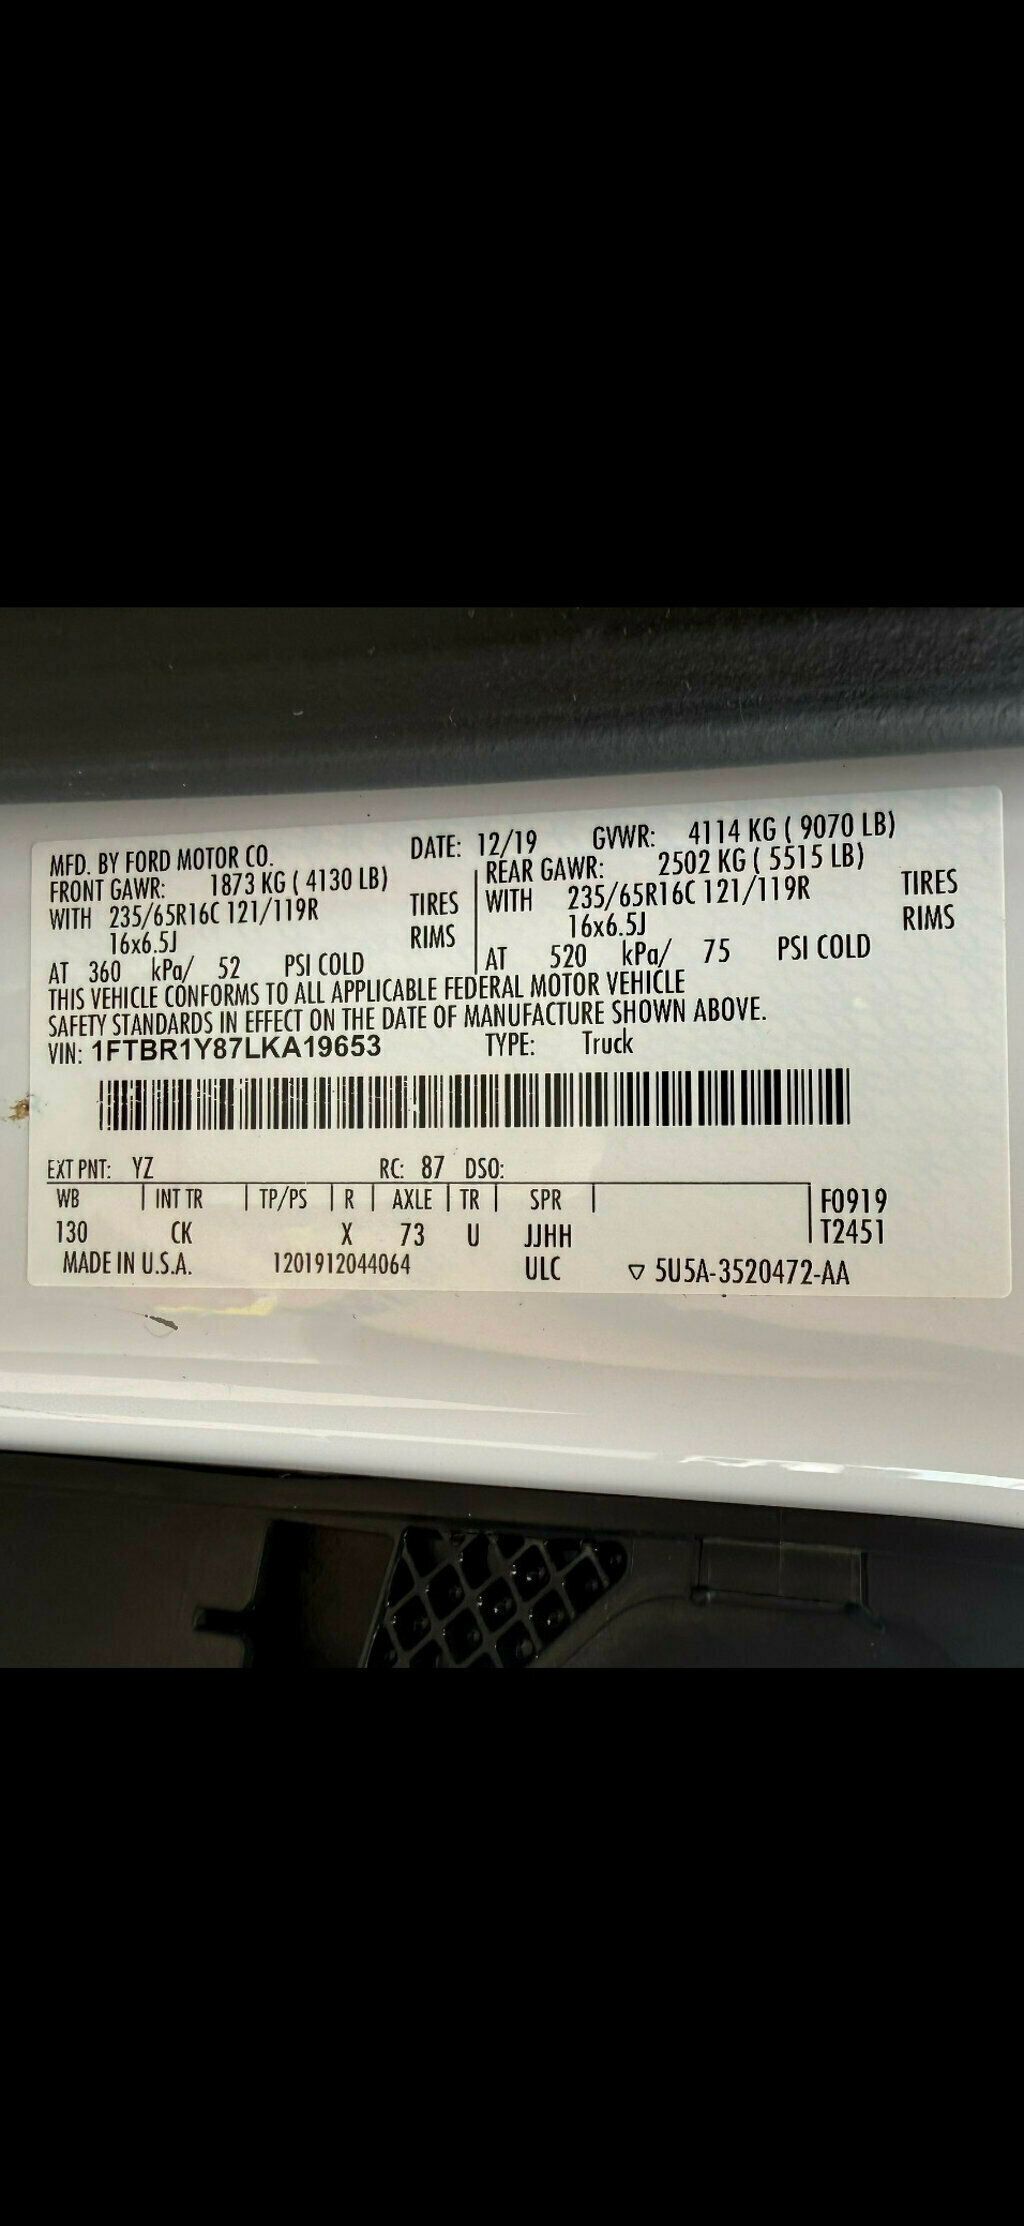 MFD. BY FORD MOTOR CO. DATE: 12/19 GVWR: 4114 KG ( 9070 LB)
FRONT GAWR: 1873 KG ( 4130 LB) REAR GAWR: 2502 KG ( 5515 LB)
WITH 235/65R16C 121/119R TIRES WITH 235/65R16C 121/119R TIRES
16x6.5J RIMS 16x6.5J RIMS
AT 360 kPa/ 52 PSI COLD AT 520 kPa/ 75 PSI COLD
THIS VEHICLE CONFORMS TO ALL APPLICABLE FEDERAL MOTOR VEHICLE
SAFETY STANDARDS IN EFFECT ON THE DATE OF MANUFACTURE SHOWN ABOVE.
VIN: 1FTBR1Y87LKA19653 TYPE: Truck
EXT PNT: YZ RC: 87 DSO:
WB INT TR TP/PS R AXLE TR SPR F0919
130 CK X 73 U JJHH T2451
MADE IN U.S.A. 1201912044064 ULC ▽ 5U5A-3520472-AA